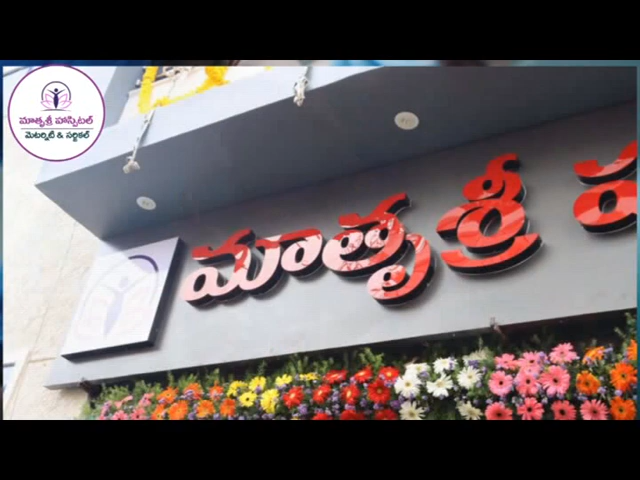 మాతృశ్రీ హాస్పిటల్
మెటర్నిటీ & సర్జికల్
మాతృశ్రీ